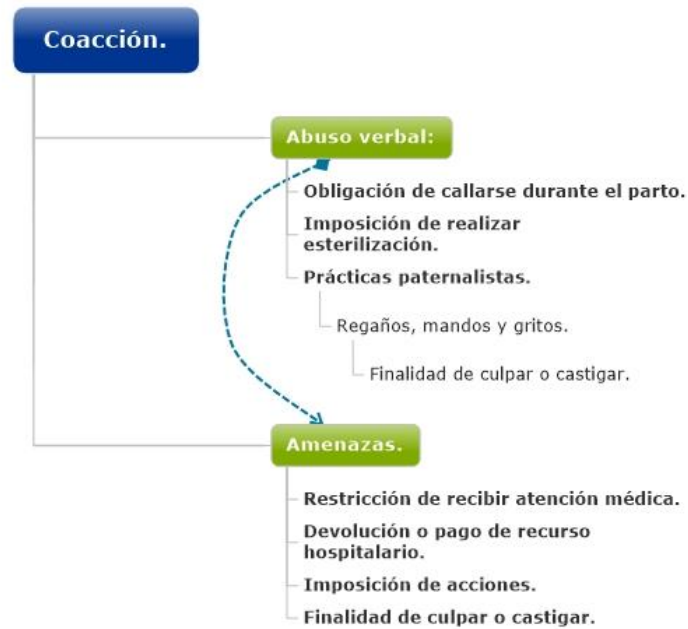 Coacción.
Abuso verbal:
Obligación de callarse durante el parto.
Imposición de realizar
esterilización.
Prácticas paternalistas.
Regaños, mandos y gritos.
Finalidad de culpar o castigar.
Amenazas.
Restricción de recibir atención médica.
Devolución o pago de recurso
hospitalario.
Imposición de acciones.
Finalidad de culpar o castigar.